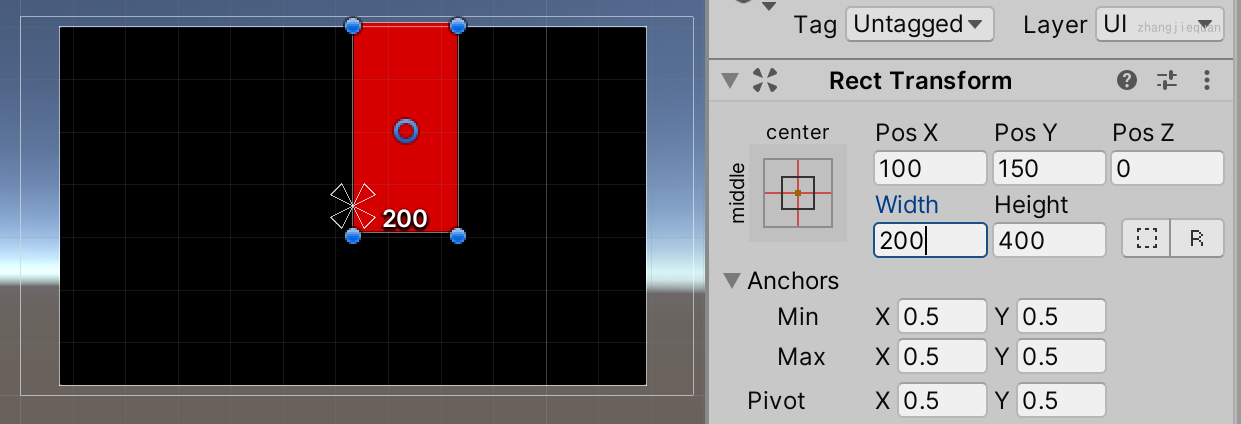 200
Tag Untagged Layer UI zhangjiequan
Rect Transform
center
middle
Pos X Pos Y Pos Z
100 150 0
Width Height
200 400 R
Anchors
Min X 0.5 Y 0.5
Max X 0.5 Y 0.5
Pivot X 0.5 Y 0.5